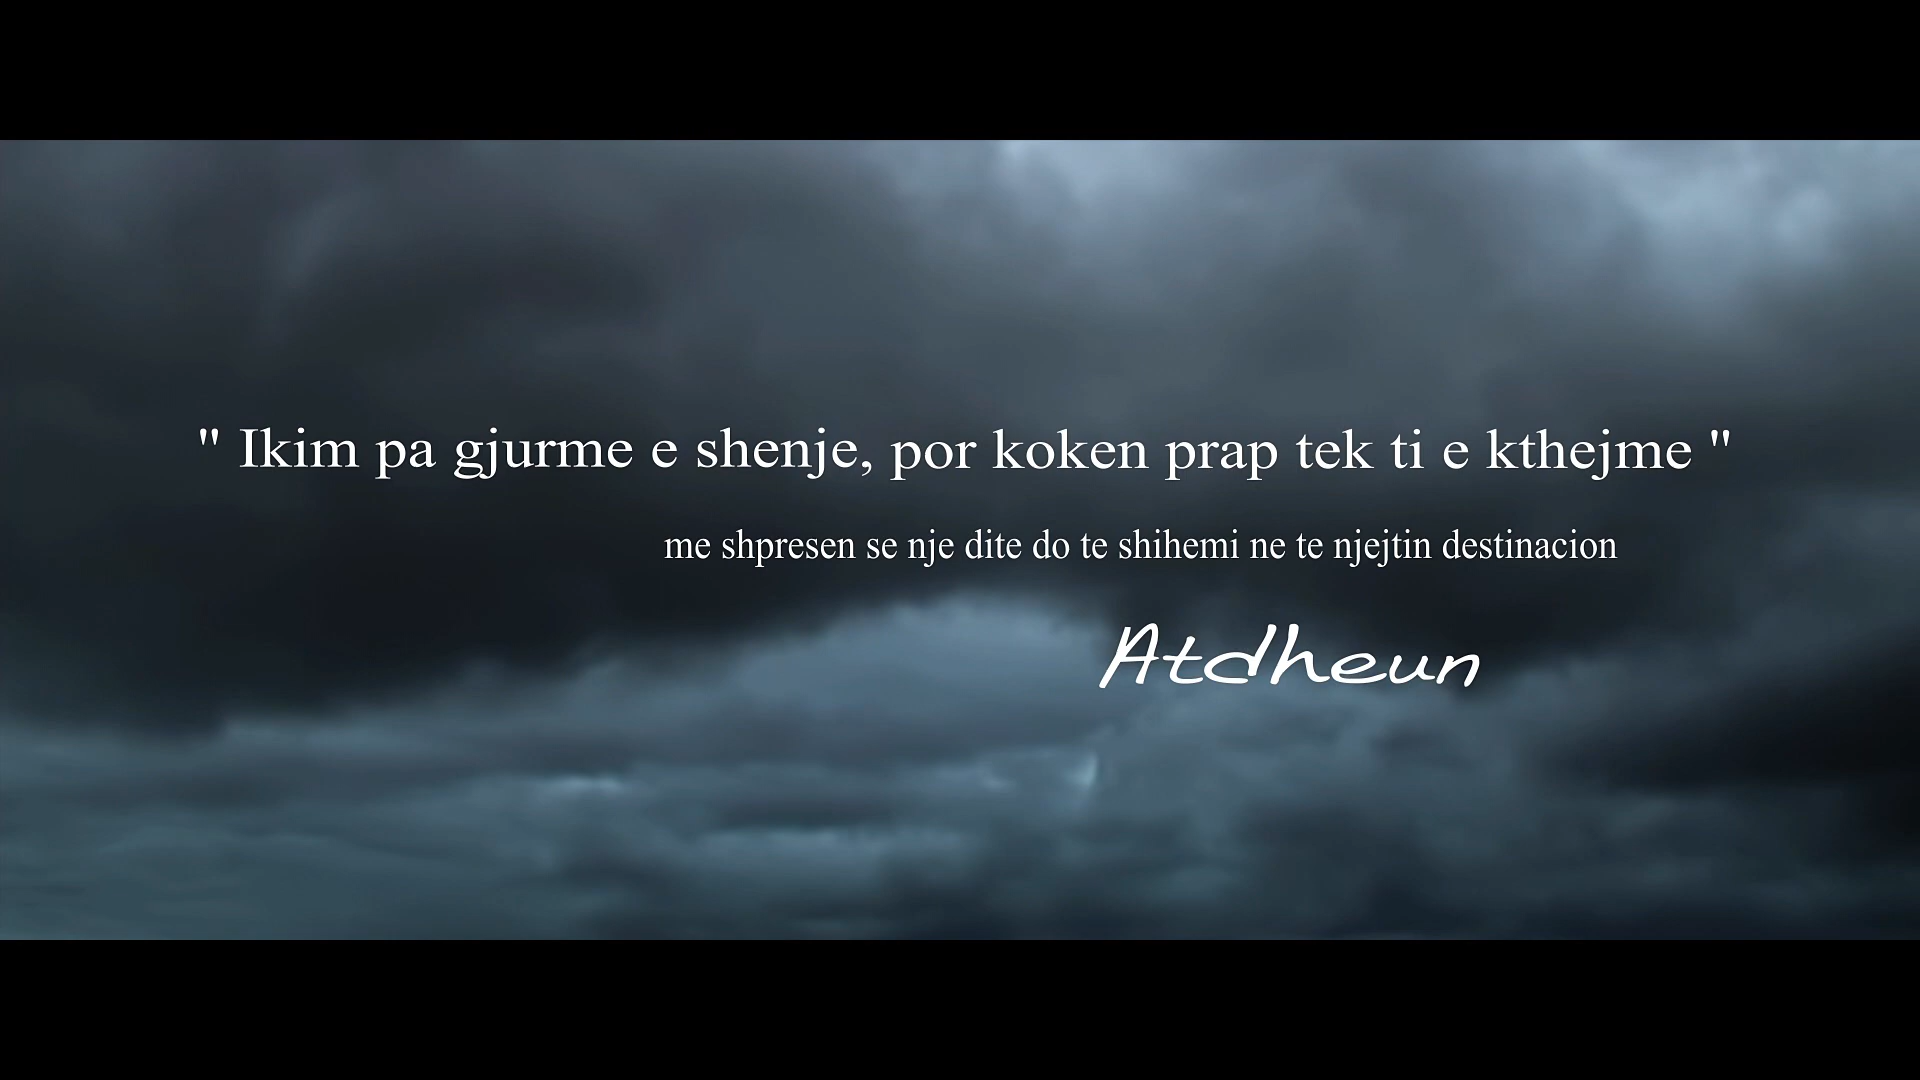 " Ikim pa gjurme e shenje, por koken prap tek ti e kthejme "
me shpresen se nje dite do te shihemi ne te njejtin destinacion
Atdheun